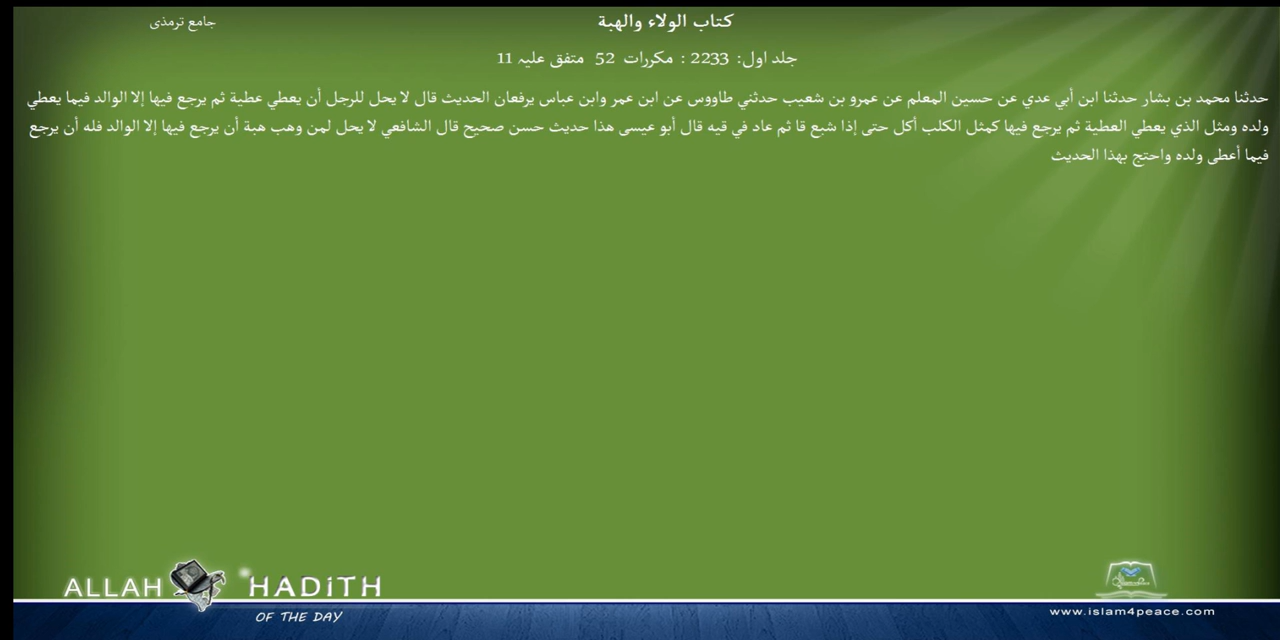 كتاب الولاء والهبة
جامع ترمذی
جلد اول: 2233 : مکررات 52 متفق علیہ 11
حدثنا محمد بن بشار حدثنا ابن أبي عدي عن حسين المعلم عن عمرو بن شعيب حدثني طاووس عن ابن عمر وابن عباس يرفعان الحديث قال لا يحل للرجل أن يعطي عطية ثم يرجع فيها إلا الوالد فيما يعطي
ولده ومثل الذي يعطي العطية ثم يرجع فيها كمثل الكلب أكل حتى إذا شبع قا ثم عاد في قيه قال أبو عيسى هذا حديث حسن صحيح قال الشافعي لا يحل لمن وهب هبة أن يرجع فيها إلا الوالد فله أن يرجع
فيما أعطى ولده واحتج بهذا الحديث
ALLAH HADITH
OF THE DAY
www.islam4peace.com